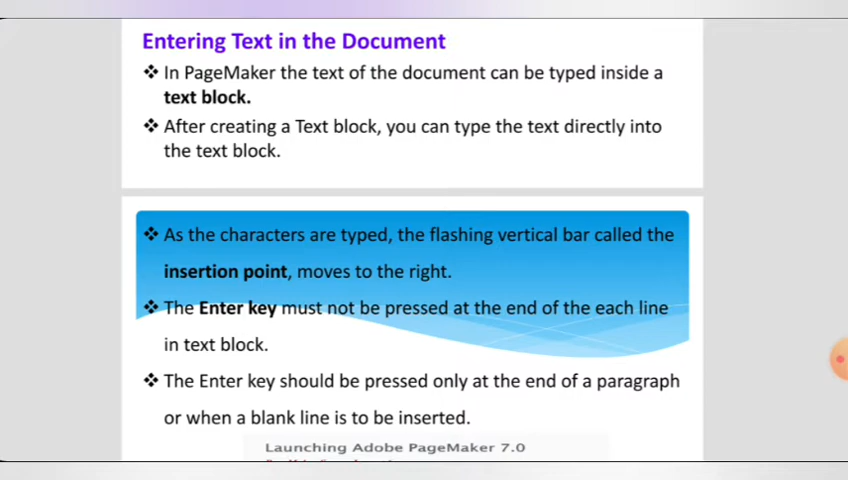 Entering Text in the Document
❖ In PageMaker the text of the document can be typed inside a
text block.
❖ After creating a Text block, you can type the text directly into
the text block.
❖ As the characters are typed, the flashing vertical bar called the
insertion point, moves to the right.
❖ The Enter key must not be pressed at the end of the each line
in text block.
❖ The Enter key should be pressed only at the end of a paragraph
or when a blank line is to be inserted.
Launching Adobe PageMaker 7.0